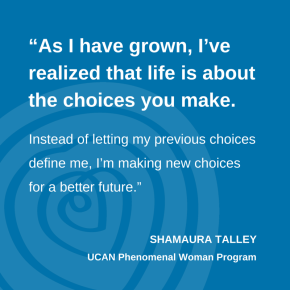 “As I have grown, I’ve
realized that life is about
the choices you make.
Instead of letting my previous choices
define me, I’m making new choices
for a better future.”
SHAMAURA TALLEY
UCAN Phenomenal Woman Program